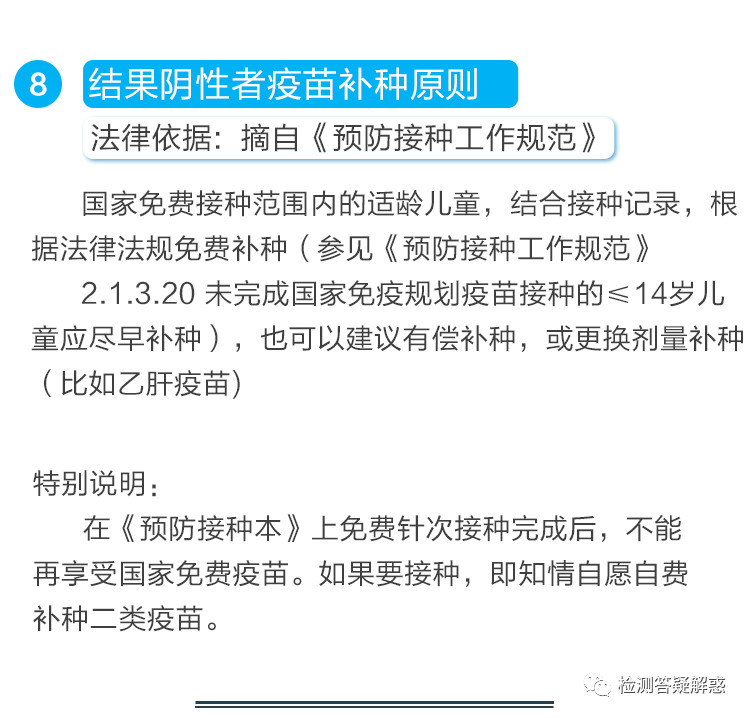 8 结果阴性者疫苗补种原则
法律依据：摘自《预防接种工作规范》
国家免费接种范围内的适龄儿童，结合接种记录，根
据法律法规免费补种（参见《预防接种工作规范》
2.1.3.20 未完成国家免疫规划疫苗接种的≤14岁儿
童应尽早补种），也可以建议有偿补种，或更换剂量补种
（比如乙肝疫苗)
特别说明：
在《预防接种本》上免费针次接种完成后，不能
再享受国家免费疫苗。如果要接种，即知情自愿自费
补种二类疫苗。
检测答疑解惑